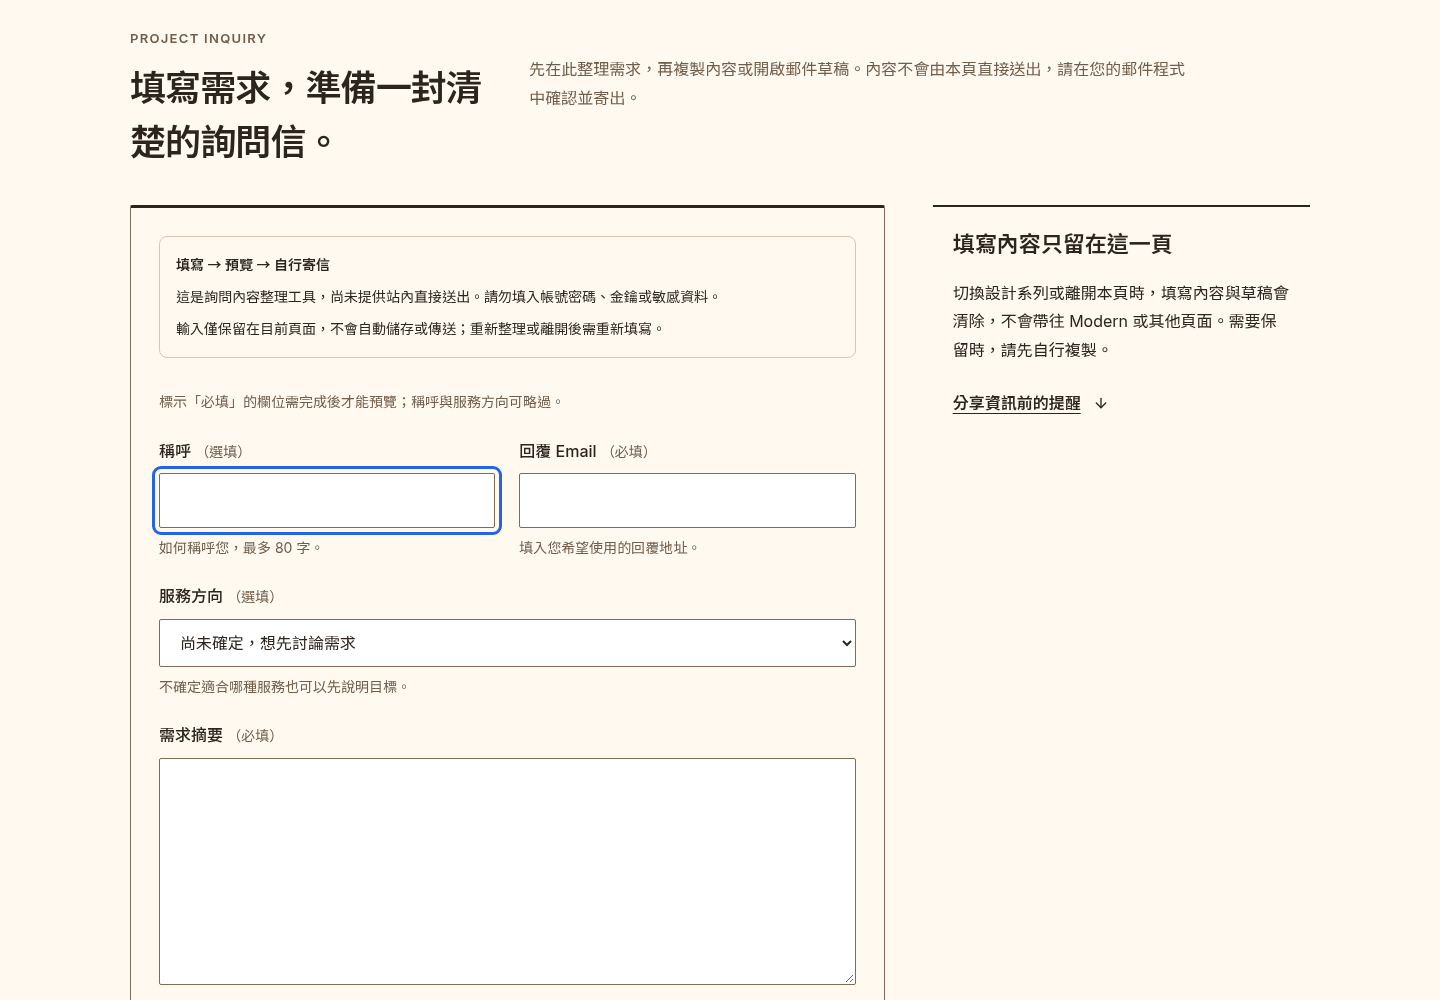 PROJECT INQUIRY
填寫需求，準備一封清
楚的詢問信。
先在此整理需求，再複製內容或開啟郵件草稿。內容不會由本頁直接送出，請在您的郵件程式
中確認並寄出。
填寫 → 預覽 → 自行寄信
這是詢問內容整理工具，尚未提供站內直接送出。請勿填入帳號密碼、金鑰或敏感資料。
輸入僅保留在目前頁面，不會自動儲存或傳送；重新整理或離開後需重新填寫。
標示「必填」的欄位需完成後才能預覽；稱呼與服務方向可略過。
稱呼 （選填）
回覆 Email （必填）
如何稱呼您，最多 80 字。
填入您希望使用的回覆地址。
服務方向 （選填）
尚未確定，想先討論需求
不確定適合哪種服務也可以先說明目標。
需求摘要 （必填）
填寫內容只留在這一頁
切換設計系列或離開本頁時，填寫內容與草稿會
清除，不會帶往 Modern 或其他頁面。需要保
留時，請先自行複製。
分享資訊前的提醒 ↓